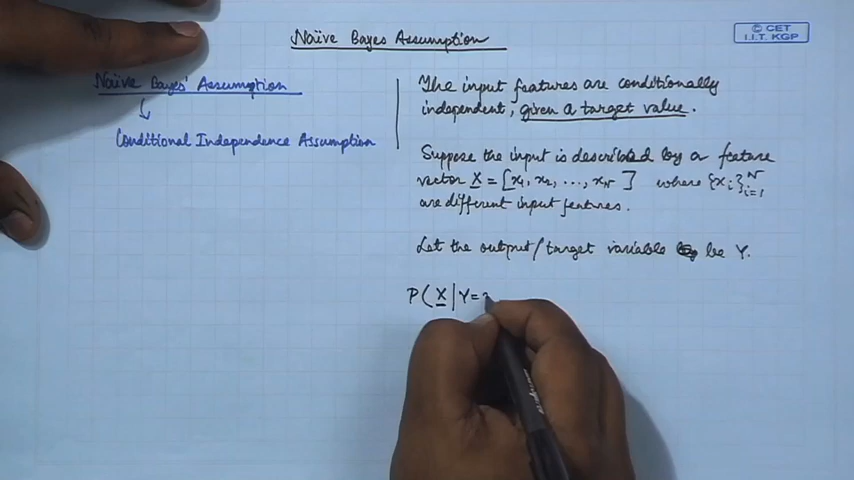 Naïve Bayes Assumption
© CET
I.I.T. KGP
Naïve Bayes' Assumption
Conditional Independence Assumption
The input features are conditionally
independent, given a target value.
Suppose the input is described by a feature
vector X = [x1, x2, ..., xN] where {xi}i=1^N
are different input features.
Let the output/target variable be Y.
P(X|Y=